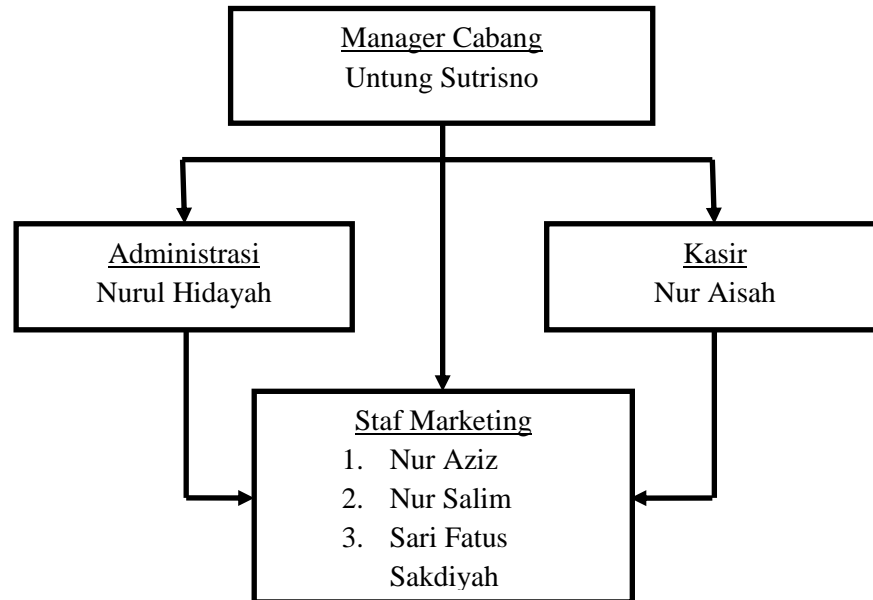 Manager Cabang
Untung Sutrisno
Administrasi
Nurul Hidayah
Kasir
Nur Aisah
Staf Marketing
1. Nur Aziz
2. Nur Salim
3. Sari Fatus
Sakdiyah